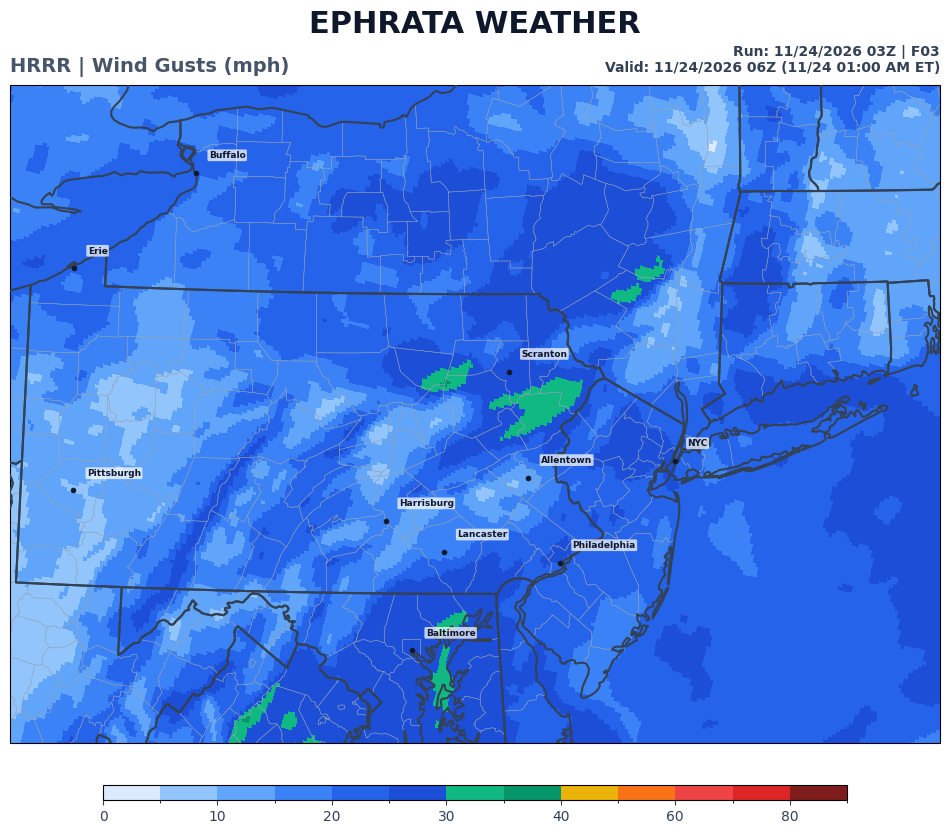 EPHRATA WEATHER
HRRR | Wind Gusts (mph)
Run: 11/24/2026 03Z | F03
Valid: 11/24/2026 06Z (11/24 01:00 AM ET)
Buffalo
Erie
Scranton
NYC
Allentown
Pittsburgh
Harrisburg
Lancaster
Philadelphia
Baltimore
0 10 20 30 40 50 60 70 80